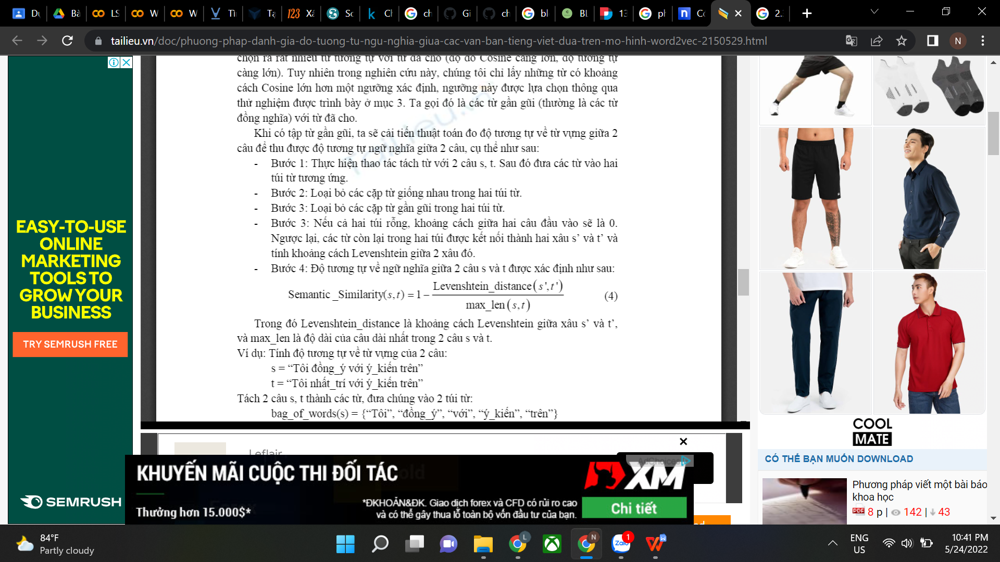 Dụ
Bà
LS
W
W
Tì
Tạ
123 Xâ
Sc
k Ch
ch
Gi
ch
bl
BL
13
ph
n Co
2.
tailieu.vn/doc/phuong-phap-danh-gia-do-tuong-tu-ngu-nghia-giua-cac-van-ban-tieng-viet-dua-tren-mo-hinh-word2vec-2150529.html
N
chọn ra rất nhiều từ tương tự với từ đã cho (độ đo Cosine càng lớn, độ tương tự
càng lớn). Tuy nhiên trong nghiên cứu này, chúng tôi chỉ lấy những từ có khoảng
cách Cosine lớn hơn một ngưỡng xác định, ngưỡng này được lựa chọn thông qua
thử nghiệm được trình bày ở mục 3. Ta gọi đó là các từ gần gũi (thường là các từ
đồng nghĩa) với từ đã cho.
Khi có tập từ gần gũi, ta sẽ cải tiến thuật toán đo độ tương tự về từ vựng giữa 2
câu để thu được độ tương tự ngữ nghĩa giữa 2 câu, cụ thể như sau:
- Bước 1: Thực hiện thao tác tách từ với 2 câu s, t. Sau đó đưa các từ vào hai
túi từ tương ứng.
- Bước 2: Loại bỏ các cặp từ giống nhau trong hai túi từ.
- Bước 3: Loại bỏ các cặp từ gần gũi trong hai túi từ.
- Bước 3: Nếu cả hai túi rỗng, khoảng cách giữa hai câu đầu vào sẽ là 0.
Ngược lại, các từ còn lại trong hai túi được kết nối thành hai xâu s’ và t’ và
tính khoảng cách Levenshtein giữa 2 xâu đó.
- Bước 4: Độ tương tự về ngữ nghĩa giữa 2 câu s và t được xác định như sau:
Levenshtein_distance(s',t')
Semantic _Similarity(s,t) = 1 −
max_len(s,t)
(4)
Trong đó Levenshtein_distance là khoảng cách Levenshtein giữa xâu s’ và t’,
và max_len là độ dài của câu dài nhất trong 2 câu s và t.
Ví dụ: Tính độ tương tự về từ vựng của 2 câu:
s = “Tôi đồng_ý với ý_kiến trên”
t = “Tôi nhất_trí với ý_kiến trên”
Tách 2 câu s, t thành các từ, đưa chúng vào 2 túi từ:
bag_of_words(s) = {“Tôi”, “đồng_ý”, “với”, “ý_kiến”, “trên”}
TaiLieu.vn
EASY-TO-USE
ONLINE
MARKETING
TOOLS TO
GROW YOUR
BUSINESS
TRY SEMRUSH FREE
SEMRUSH
Leflair
KHUYẾN MÃI CUỘC THI ĐỐI TÁC
Thưởng hơn 15.000$*
*ĐKHOẢN&ĐK. Giao dịch forex và CFD có rủi ro cao
và có thể gây thua lỗ toàn bộ vốn đầu tư của bạn.
AdChoices
XM
Chi tiết
COOL
MATE
CÓ THỂ BẠN MUỐN DOWNLOAD
Phương pháp viết một bài báo
khoa học
PDF 8 p | 142 | 43
84°F
Partly cloudy
L
N
Zalo
1
W
ENG
US
10:41 PM
5/24/2022